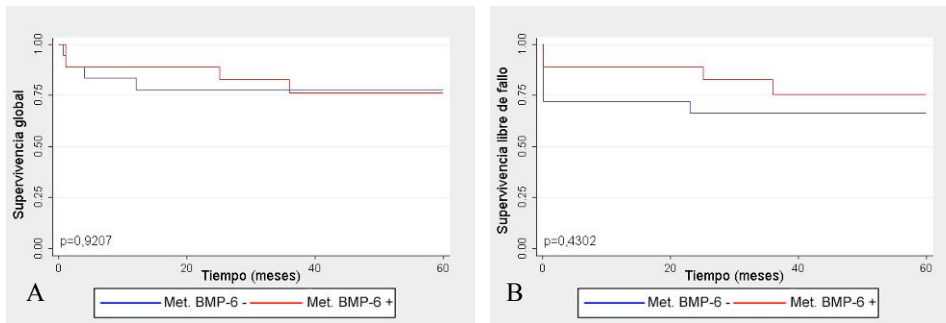 Supervivencia global
1.00
0.75
0.50
0.25
0.00
p=0,9207
0
20
40
60
Tiempo (meses)
A
Met. BMP-6 -
Met. BMP-6 +
Supervivencia libre de fallo
1.00
0.75
0.50
0.25
0.00
p=0,4302
0
20
40
60
Tiempo (meses)
B
Met. BMP-6 -
Met. BMP-6 +